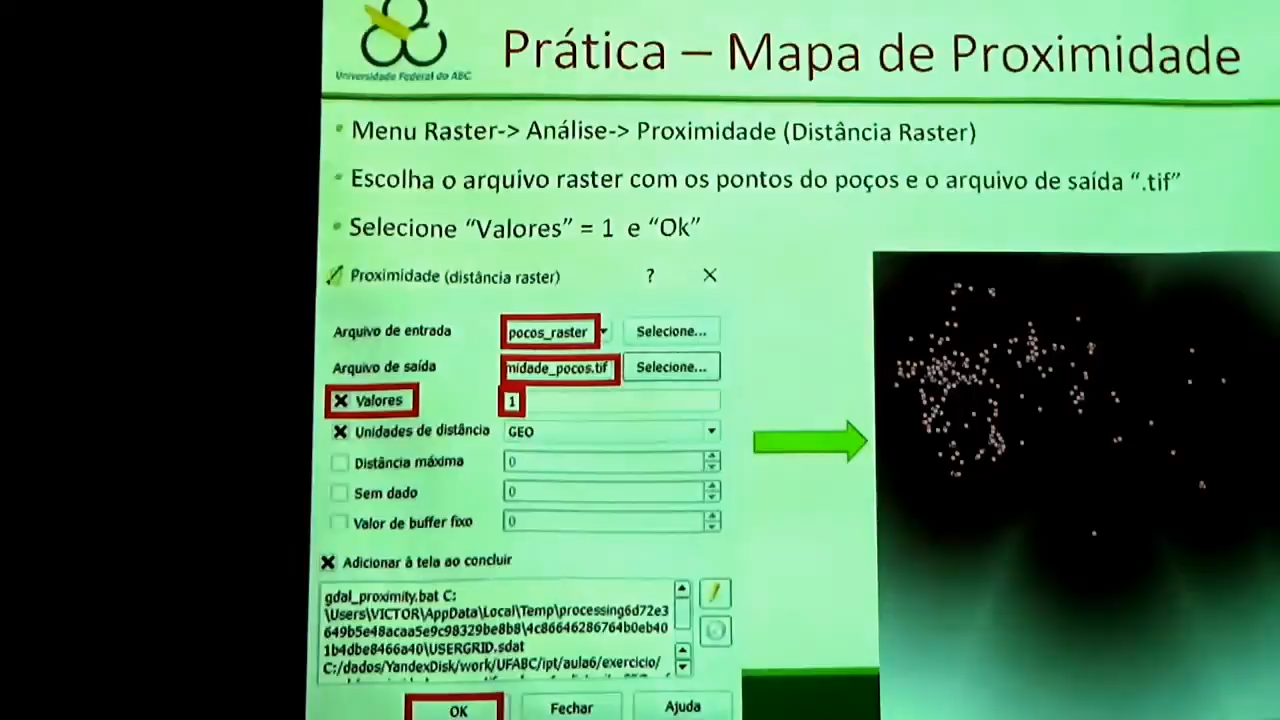 Universidade Federal do ABC
Prática – Mapa de Proximidade
• Menu Raster-> Análise-> Proximidade (Distância Raster)
• Escolha o arquivo raster com os pontos do poços e o arquivo de saída “.tif”
• Selecione “Valores” = 1 e “Ok”
Proximidade (distância raster) ? ×
Arquivo de entrada pocos_raster Selecione...
Arquivo de saída midade_pocos.tif Selecione...
Valores 1
Unidades de distância GEO
Distância máxima 0
Sem dado 0
Valor de buffer fixo 0
Adicionar à tela ao concluir
gdal_proximity.bat C:
\Users\VICTOR\AppData\Local\Temp\processing6d72e3
649b5e48acaa5e9c98329be8b8\4c86646286764b0eb40
1b4dbe8466a40\USERGRID.sdat
C:/dados/YandexDisk/work/UFABC/ipt/aula6/exercicio/
OK Fechar Ajuda